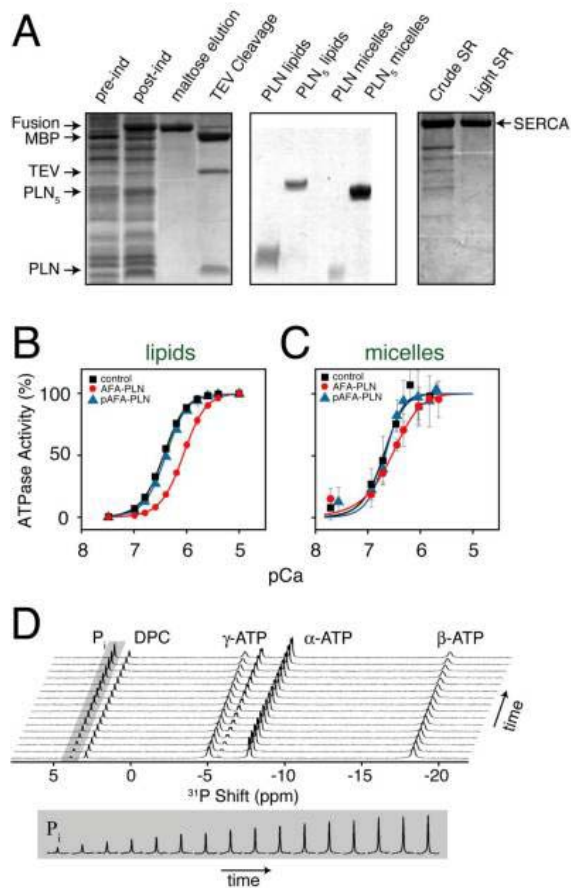 A
pre-ind
post-ind
maltose elution
TEV Cleavage
PLN lipids
PLN5 lipids
PLN micelles
PLN5 micelles
Crude SR
Light SR
Fusion
MBP
TEV
PLN5
PLN
SERCA
B
lipids
control
AFA-PLN
pAFA-PLN
ATPase Activity (%)
100
50
0
8 7 6 5
C
micelles
control
AFA-PLN
pAFA-PLN
100
50
0
8 7 6 5
pCa
D
Pi DPC γ-ATP α-ATP β-ATP
time
5 0 -5 -10 -15 -20
31P Shift (ppm)
Pi
time